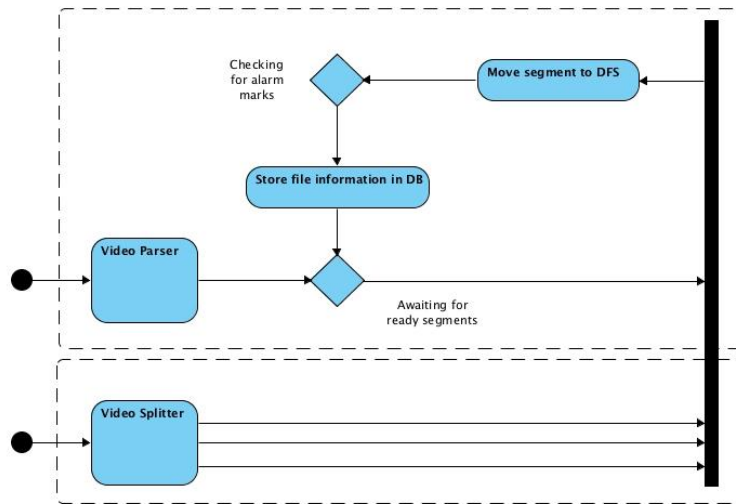 Checking
for alarm
marks
Move segment to DFS
Store file information in DB
Video Parser
Awaiting for
ready segments
Video Splitter